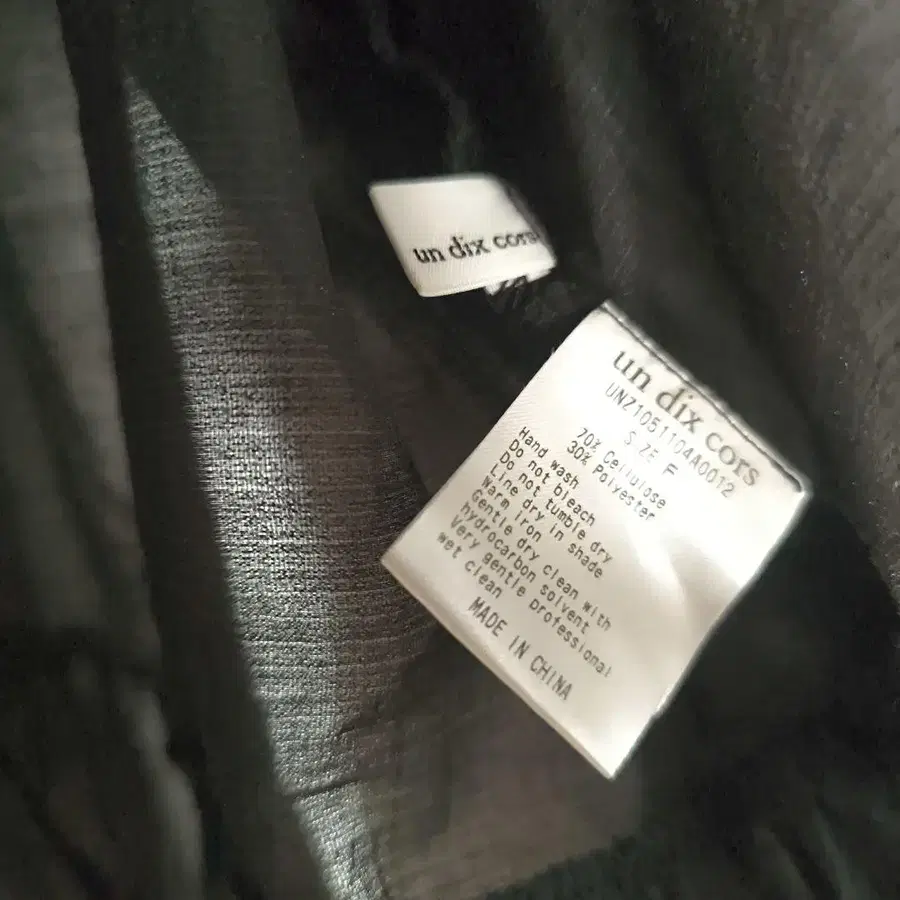 un dix cors
un dix cors
UNZ1051104A0012
SIZE F
70% Cellulose
30% Polyester
Hand wash
Do not bleach
Do not tumble dry
Line dry in shade
Warm iron
Gentle dry clean with
hydrocarbon solvent
Very gentle professional
wet clean
MADE IN CHINA